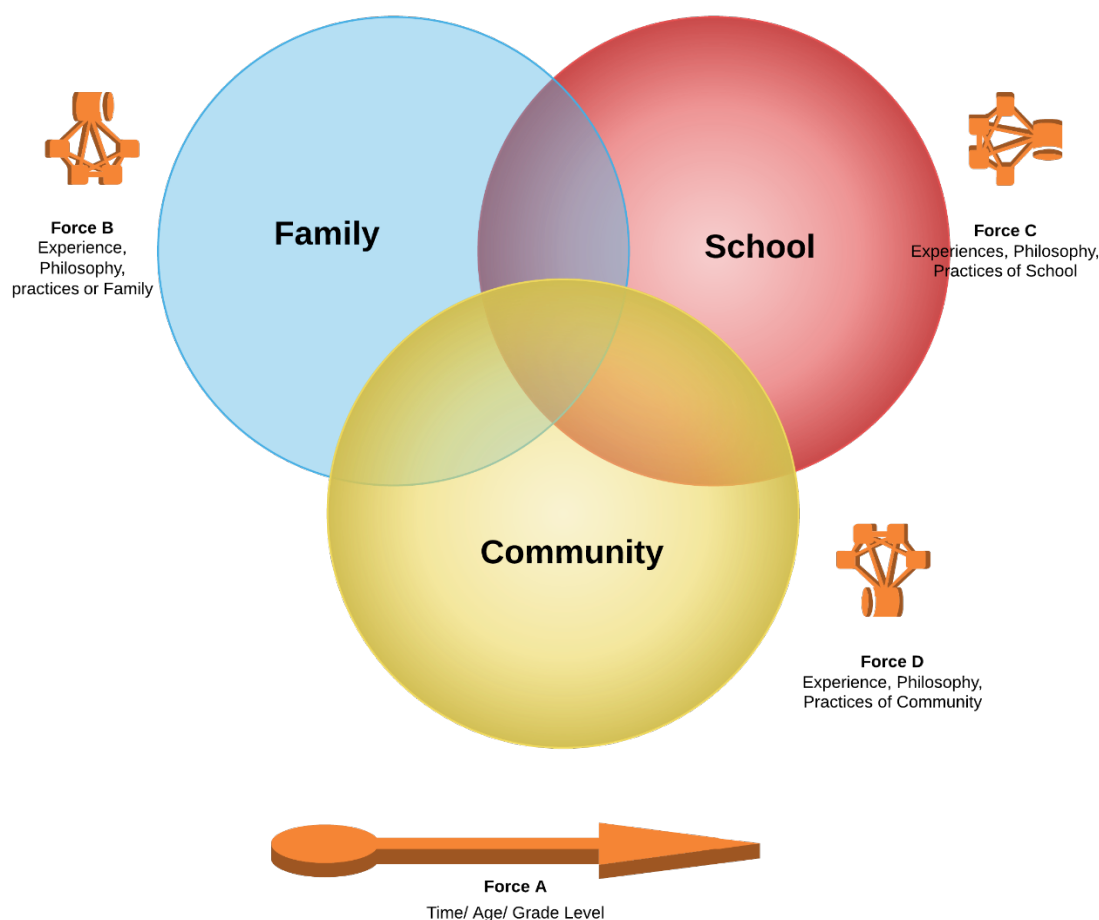 Family
School
Force B
Experience,
Philosophy,
practices or Family
Force C
Experiences, Philosophy,
Practices of School
Community
Force D
Experience, Philosophy,
Practices of Community
Force A
Time/ Age/ Grade Level